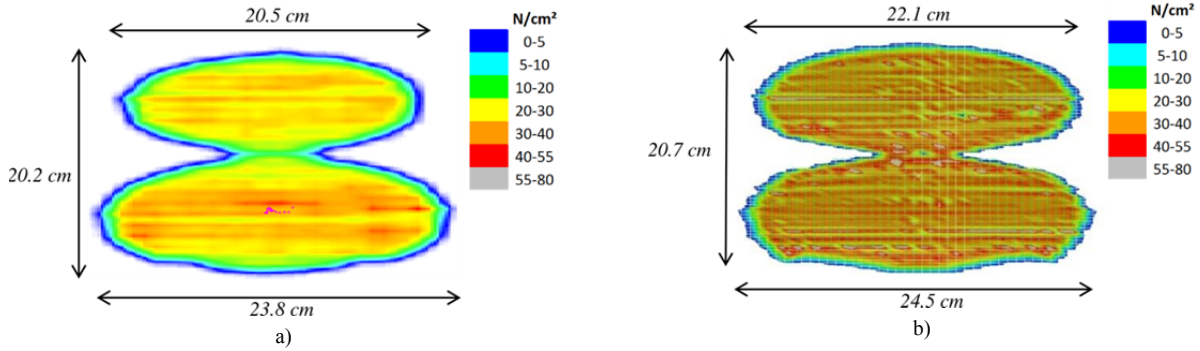 20.5 cm
N/cm²
0-5
5-10
10-20
20-30
30-40
40-55
55-80
20.2 cm
23.8 cm
a)
22.1 cm
N/cm²
0-5
5-10
10-20
20-30
30-40
40-55
55-80
20.7 cm
24.5 cm
b)